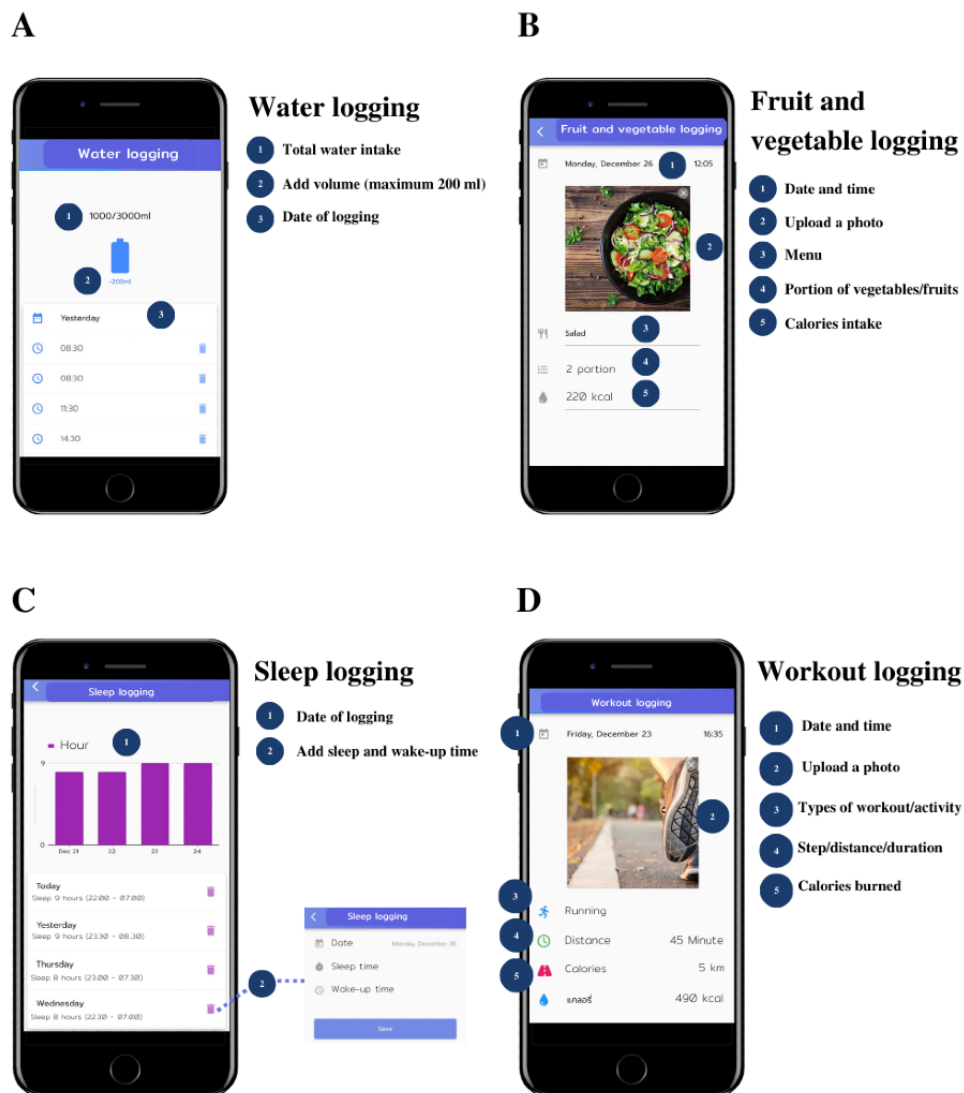 A
Water logging
1000/3000ml
+200ml
Yesterday
08:30
08:30
11:30
14:30
1
2
3
Water logging
1 Total water intake
2 Add volume (maximum 200 ml)
3 Date of logging
B
Fruit and vegetable logging
Monday, December 26
12:05
Salad
2 portion
220 kcal
1
2
3
4
5
Fruit and
vegetable logging
1 Date and time
2 Upload a photo
3 Menu
4 Portion of vegetables/fruits
5 Calories intake
C
Sleep logging
Hour
1
9
0
Dec 21 22 23 24
Today
Sleep 9 hours (22:00 - 07:00)
Yesterday
Sleep 9 hours (23:30 - 08:30)
Thursday
Sleep 8 hours (23:00 - 07:30)
Wednesday
Sleep 8 hours (22:30 - 07:00)
Sleep logging
1 Date of logging
2 Add sleep and wake-up time
2
Sleep logging
Date Monday, December 26
Sleep time
Wake-up time
Save
D
Workout logging
1
Friday, December 23
16:35
2
3
Running
4
Distance 45 Minute
5
Calories 5 km
แคลอรี่ 490 kcal
Workout logging
1 Date and time
2 Upload a photo
3 Types of workout/activity
4 Step/distance/duration
5 Calories burned